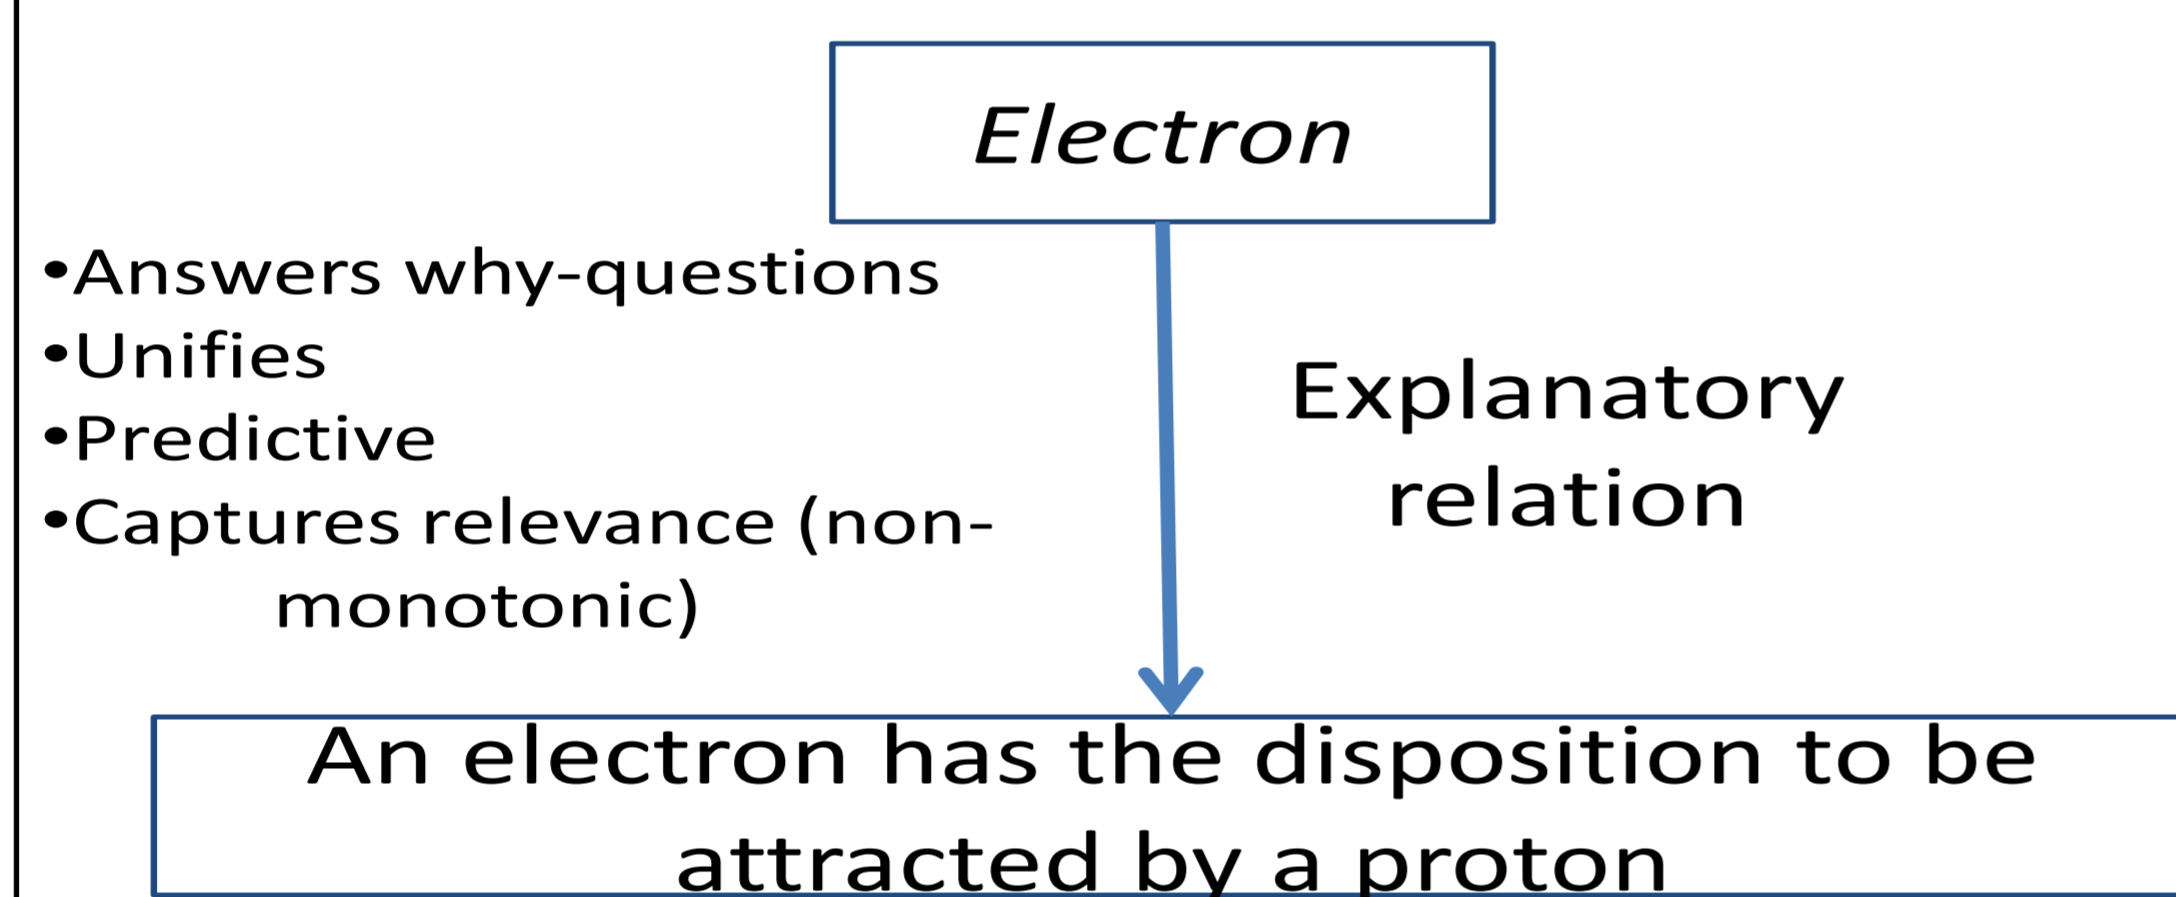 Electron
•Answers why-questions
•Unifies
•Predictive
•Captures relevance (non-
monotonic)
Explanatory
relation
An electron has the disposition to be
attracted by a proton